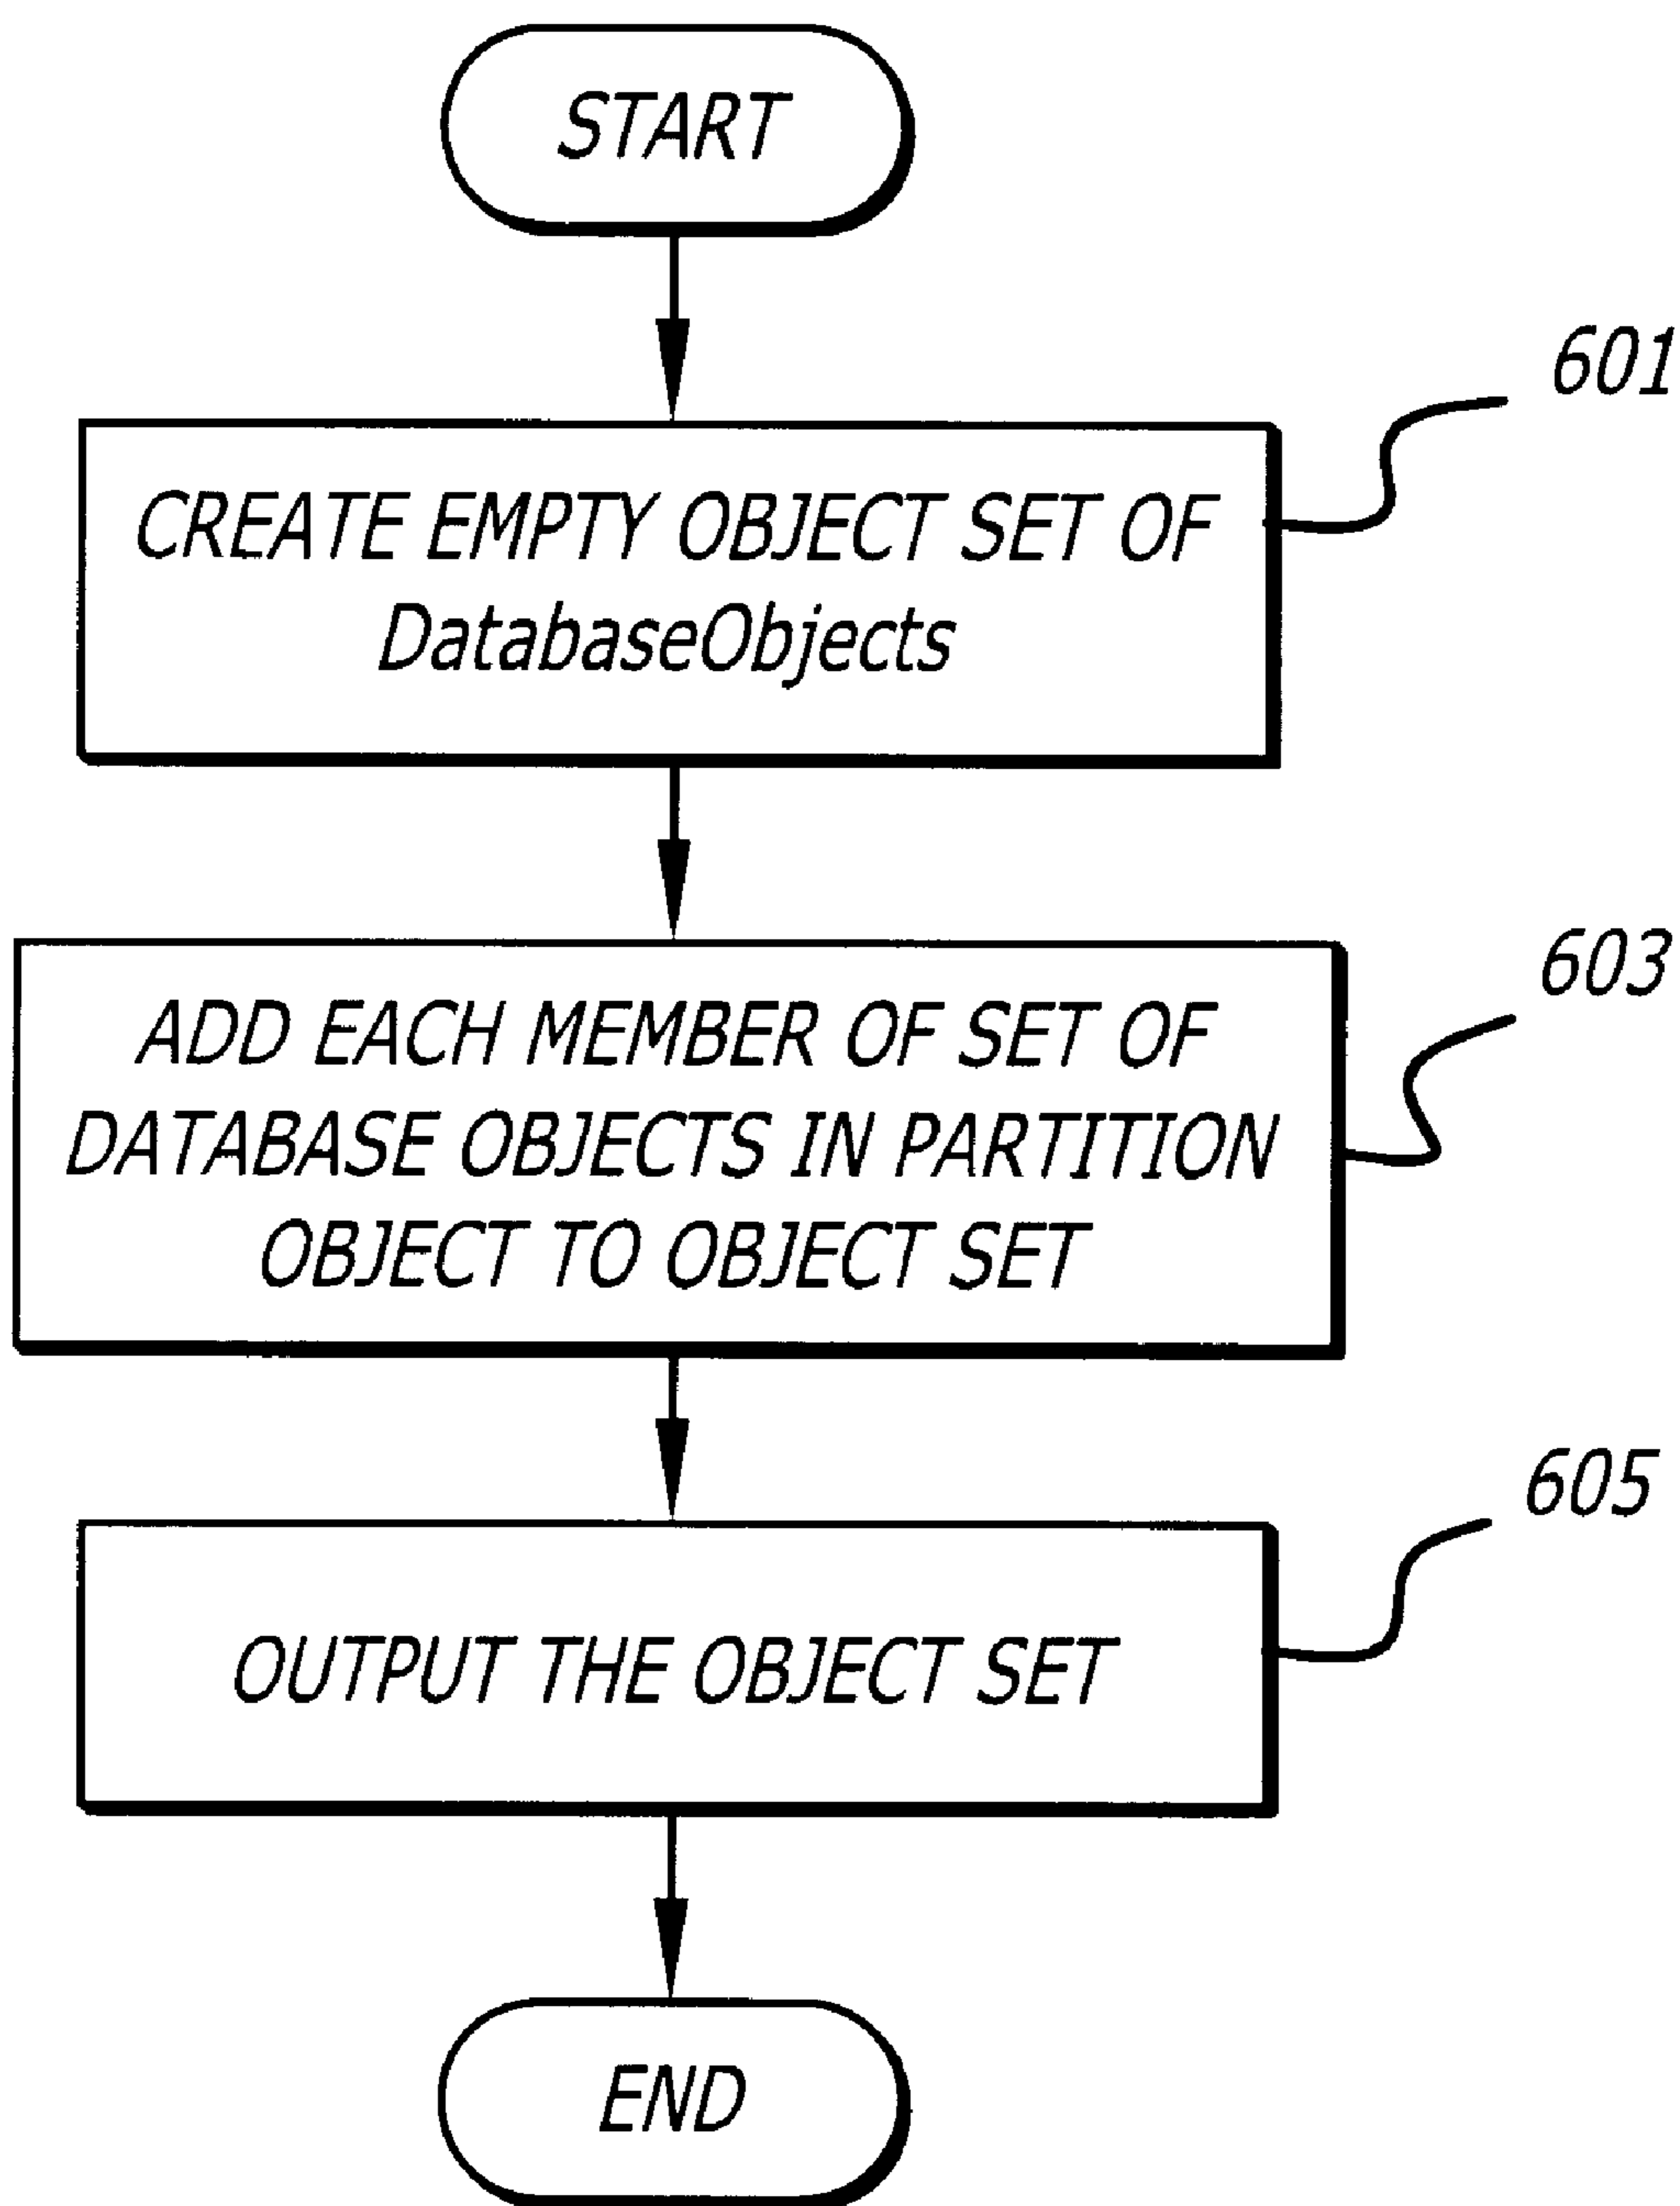 START
601
CREATE EMPTY OBJECT SET OF
DatabaseObjects
603
ADD EACH MEMBER OF SET OF
DATABASE OBJECTS IN PARTITION
OBJECT TO OBJECT SET
605
OUTPUT THE OBJECT SET
END